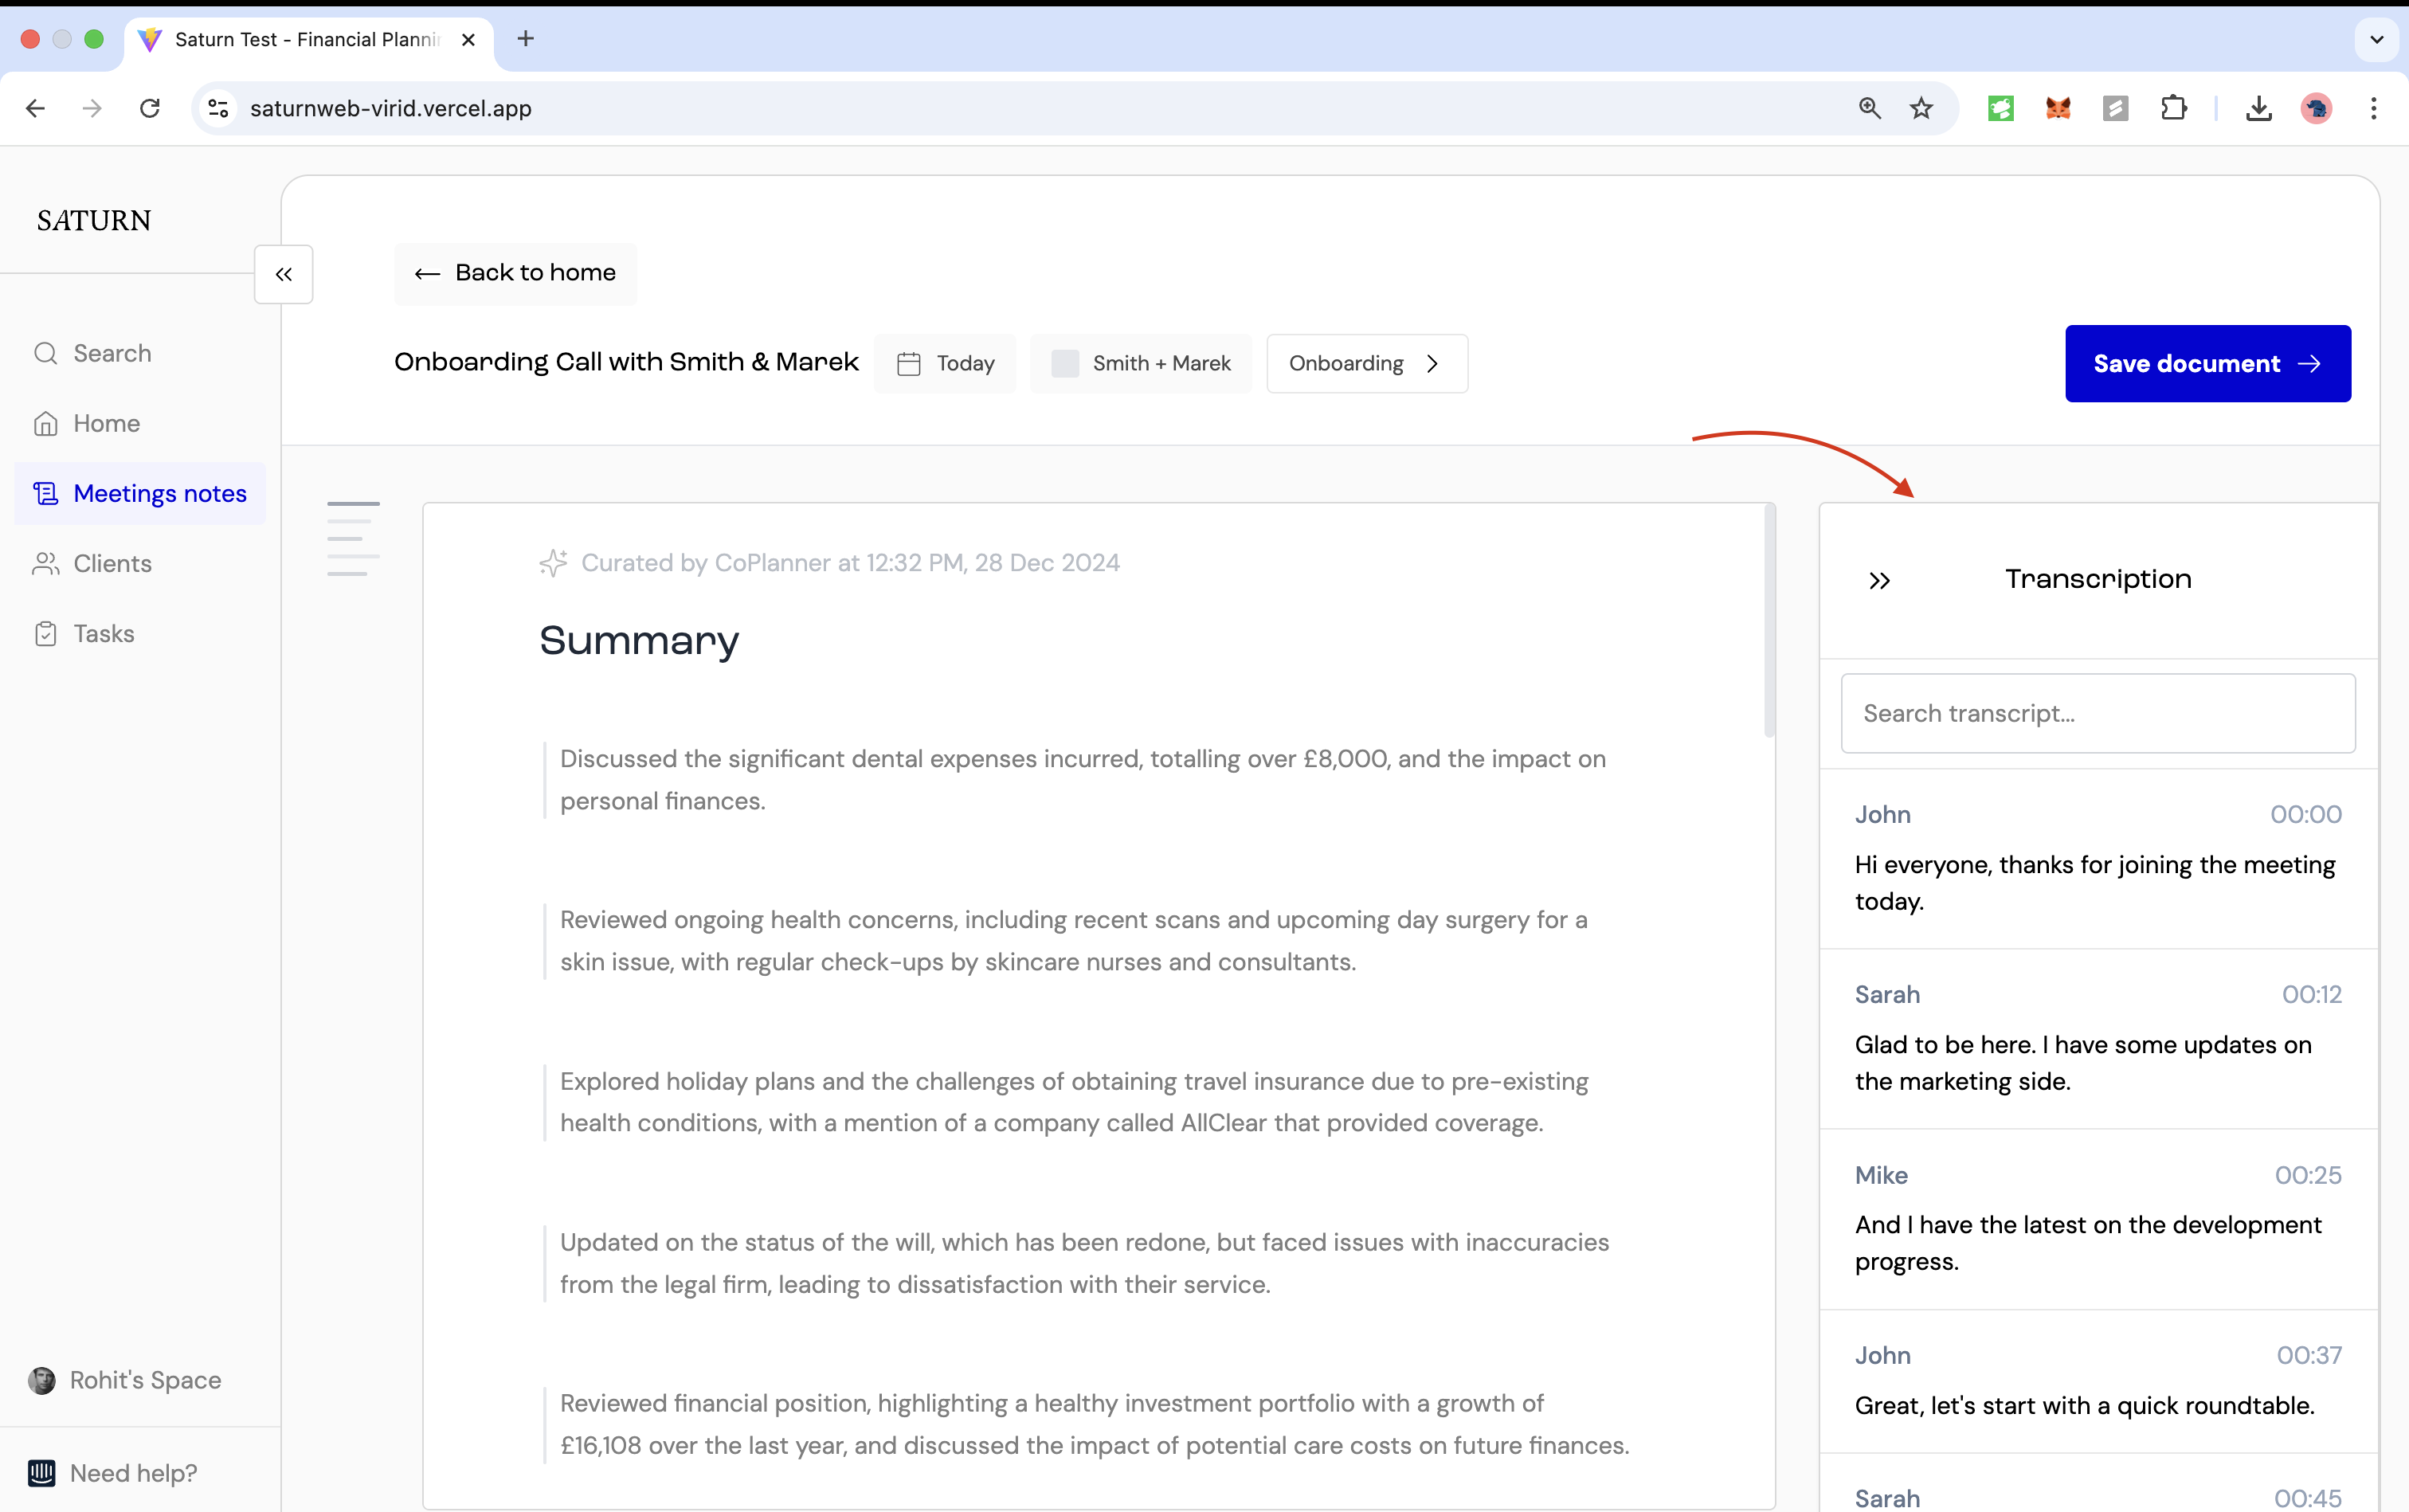 Saturn Test - Financial Plannin
saturnweb-virid.vercel.app
SATURN
Search
Home
Meetings notes
Clients
Tasks
Rohit's Space
Need help?
Back to home
Onboarding Call with Smith & Marek
Today
Smith + Marek
Onboarding
Save document
Curated by CoPlanner at 12:32 PM, 28 Dec 2024
Summary
Discussed the significant dental expenses incurred, totalling over £8,000, and the impact on
personal finances.
Reviewed ongoing health concerns, including recent scans and upcoming day surgery for a
skin issue, with regular check-ups by skincare nurses and consultants.
Explored holiday plans and the challenges of obtaining travel insurance due to pre-existing
health conditions, with a mention of a company called AllClear that provided coverage.
Updated on the status of the will, which has been redone, but faced issues with inaccuracies
from the legal firm, leading to dissatisfaction with their service.
Reviewed financial position, highlighting a healthy investment portfolio with a growth of
£16,108 over the last year, and discussed the impact of potential care costs on future finances.
Transcription
Search transcript...
John 00:00
Hi everyone, thanks for joining the meeting
today.
Sarah 00:12
Glad to be here. I have some updates on
the marketing side.
Mike 00:25
And I have the latest on the development
progress.
John 00:37
Great, let's start with a quick roundtable.
Sarah 00:45